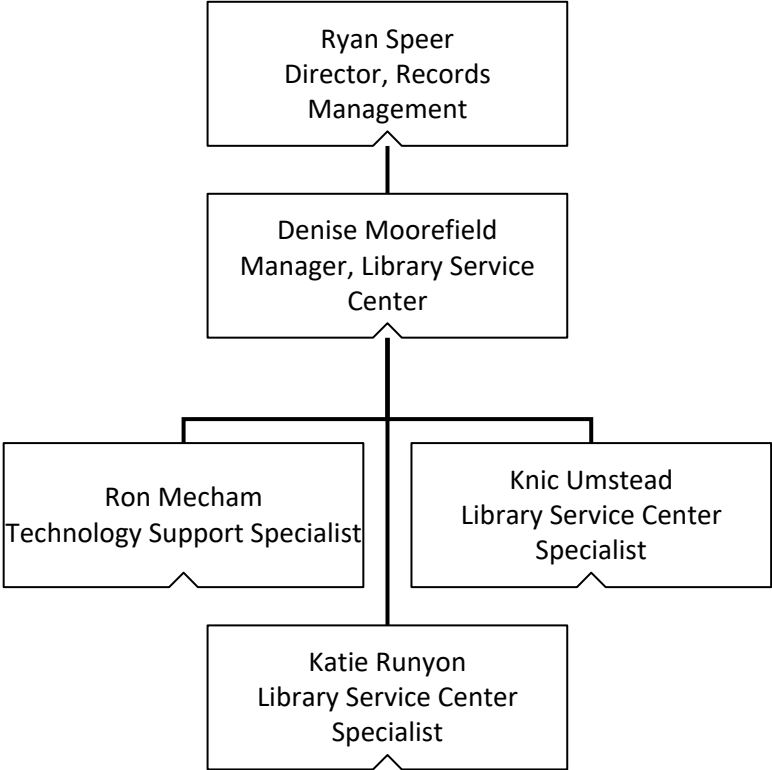 Ryan Speer
Director, Records
Management
Denise Moorefield
Manager, Library Service
Center
Ron Mecham
Technology Support Specialist
Knic Umstead
Library Service Center
Specialist
Katie Runyon
Library Service Center
Specialist